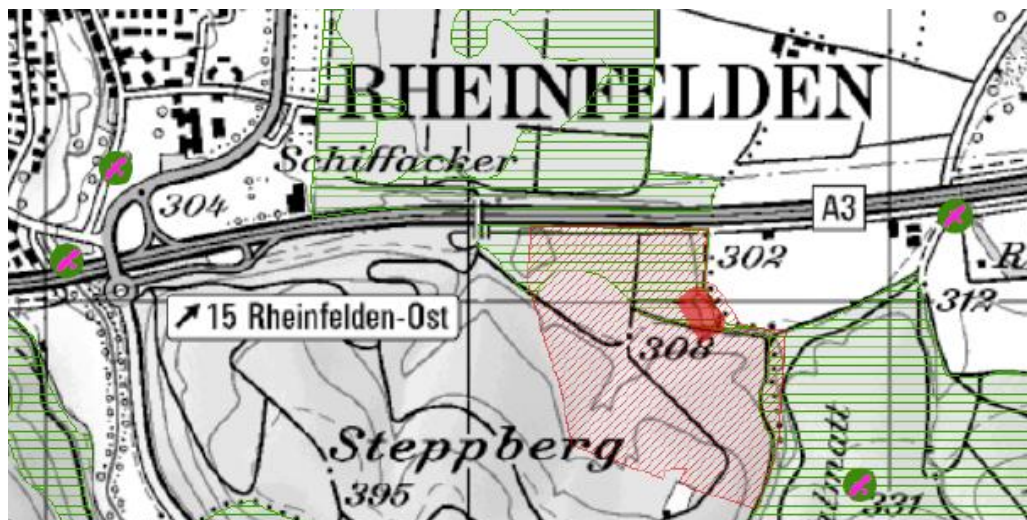 RHEINFELDEN
Schiffacker
304
A3
302
312
15 Rheinfelden-Ost
308
Steppberg
395
331